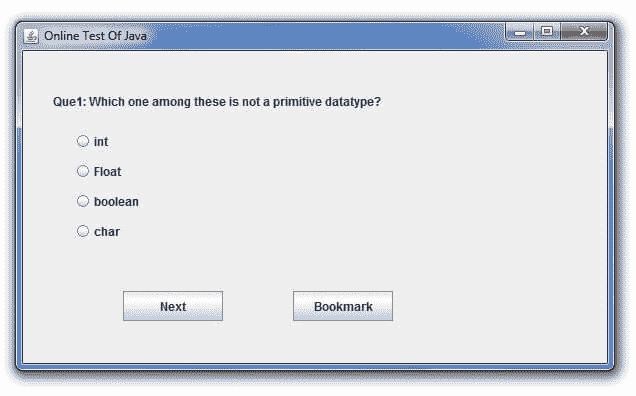 Online Test Of Java
Que1: Which one among these is not a primitive datatype?
int
Float
boolean
char
Next Bookmark